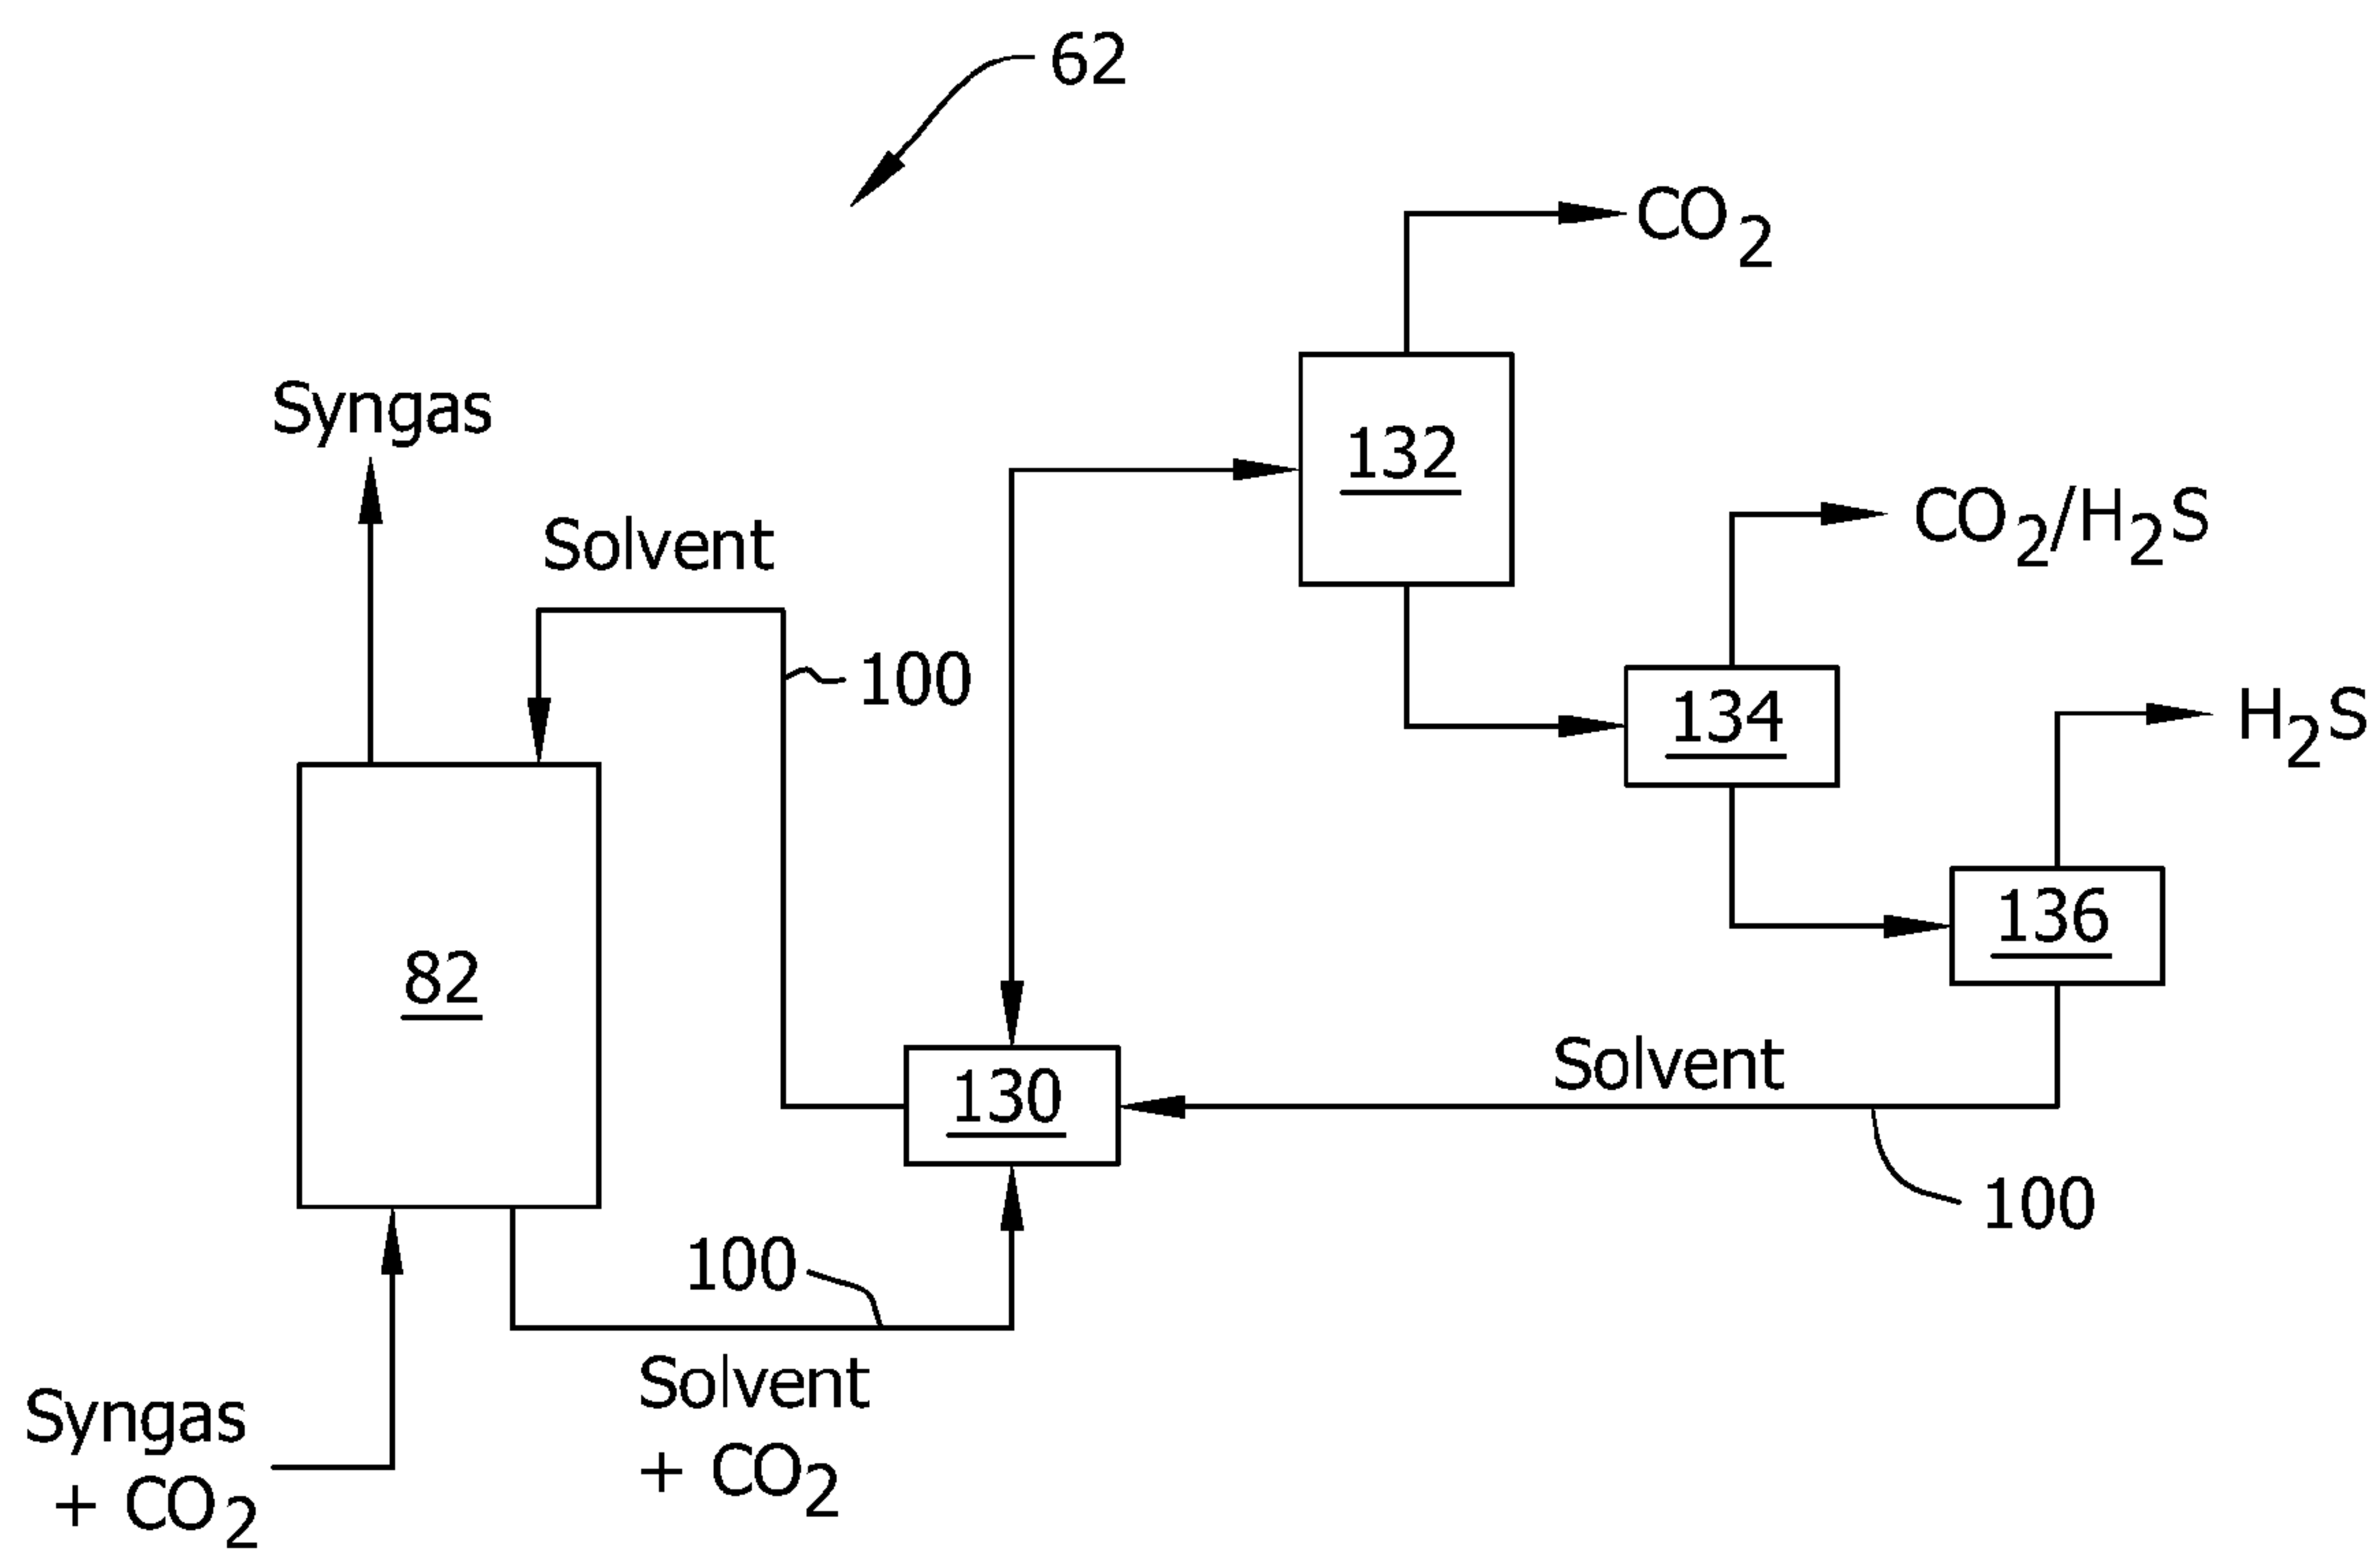 62
CO2
Syngas
132
Solvent
CO2/H2S
100
134
H2S
136
82
130
Solvent
100
100
Solvent
+ CO2
Syngas
+ CO2